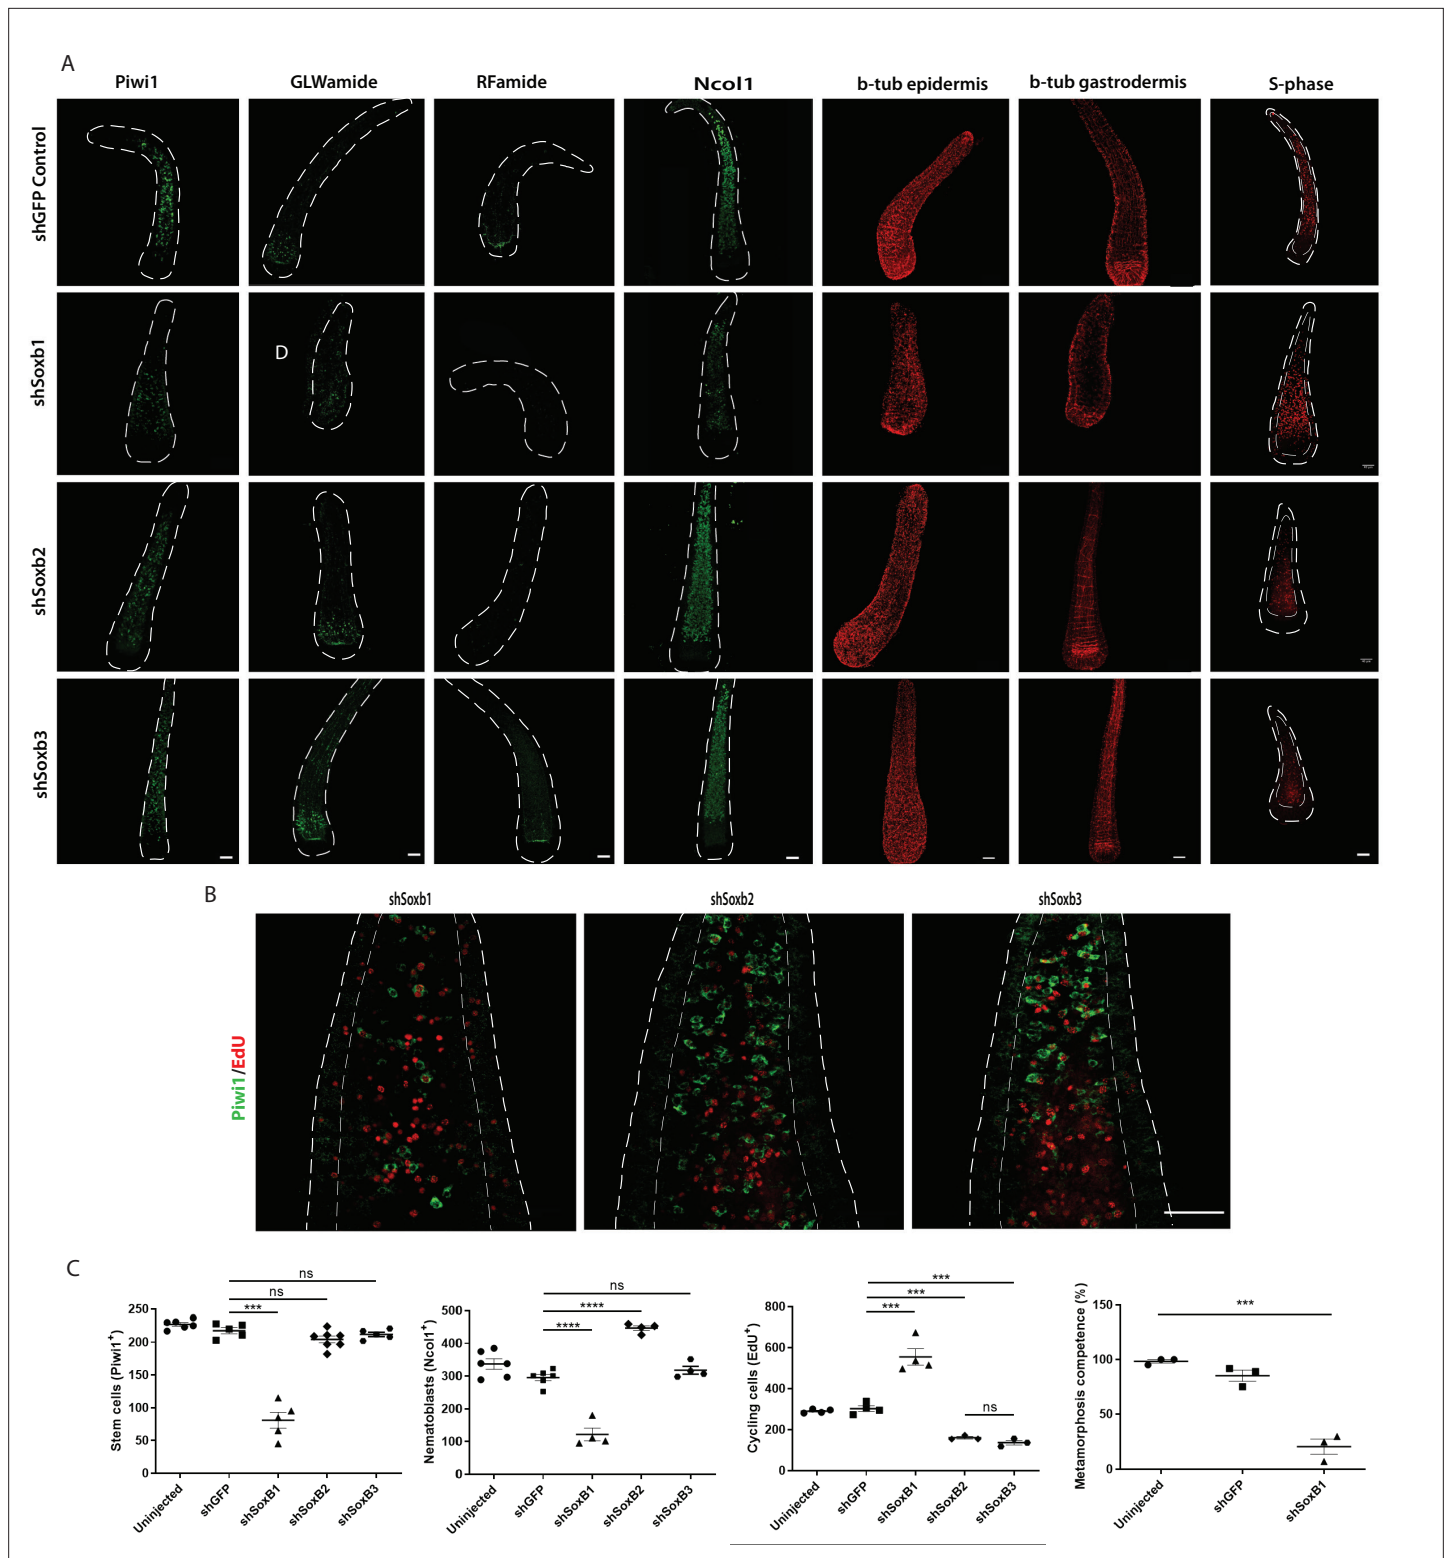 A
Piwi1 GLWamide RFamide Ncol1 b-tub epidermis b-tub gastrodermis S-phase
shGFP Control
shSoxb1
D
shSoxb2
shSoxb3
B
shSoxb1 shSoxb2 shSoxb3
Piwi1/EdU
C
Stem cells (Piwi1+)
250
200
150
100
50
0
ns
ns
***
Uninjected shGFP shSoxB1 shSoxB2 shSoxB3
Nematoblasts (Ncol1+)
500
400
300
200
100
0
ns
****
****
Uninjected shGFP shSoxB1 shSoxB2 shSoxB3
Cycling cells (EdU+)
800
600
400
200
0
***
***
***
ns
Uninjected shGFP shSoxB1 shSoxB2 shSoxB3
Metamorphosis competence (%)
150
100
50
0
***
Uninjected shGFP shSoxB1